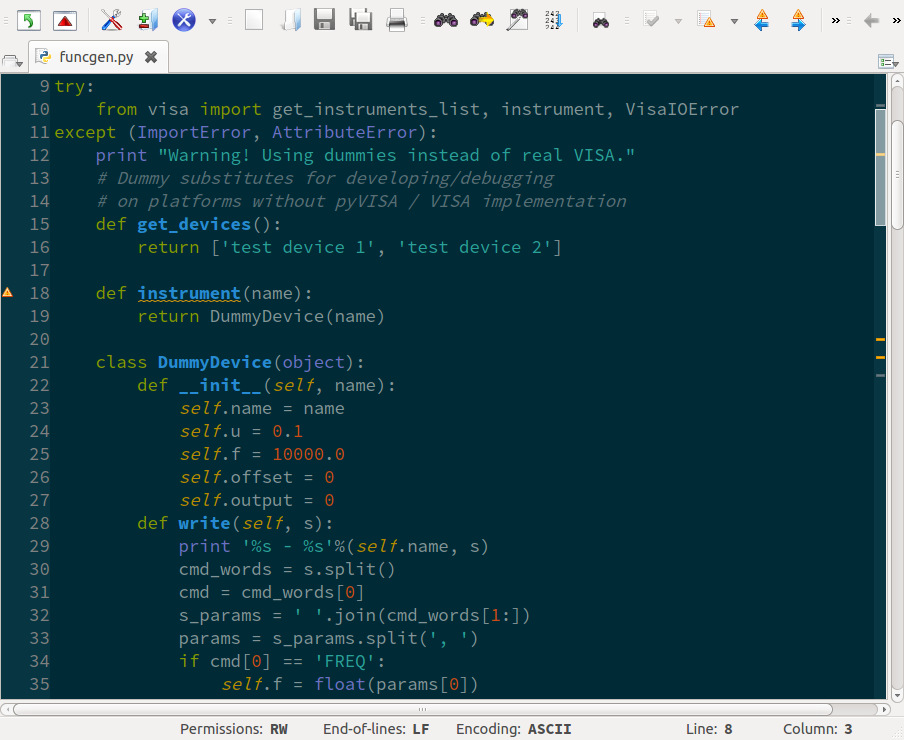 funcgen.py
9 try:
10     from visa import get_instruments_list, instrument, VisaIOError
11 except (ImportError, AttributeError):
12     print "Warning! Using dummies instead of real VISA."
13     # Dummy substitutes for developing/debugging
14     # on platforms without pyVISA / VISA implementation
15     def get_devices():
16         return ['test device 1', 'test device 2']
17
18     def instrument(name):
19         return DummyDevice(name)
20
21     class DummyDevice(object):
22         def __init__(self, name):
23             self.name = name
24             self.u = 0.1
25             self.f = 10000.0
26             self.offset = 0
27             self.output = 0
28         def write(self, s):
29             print '%s - %s'%(self.name, s)
30             cmd_words = s.split()
31             cmd = cmd_words[0]
32             s_params = ' '.join(cmd_words[1:])
33             params = s_params.split(', ')
34             if cmd[0] == 'FREQ':
35                 self.f = float(params[0])
Permissions: RW End-of-lines: LF Encoding: ASCII Line: 8 Column: 3